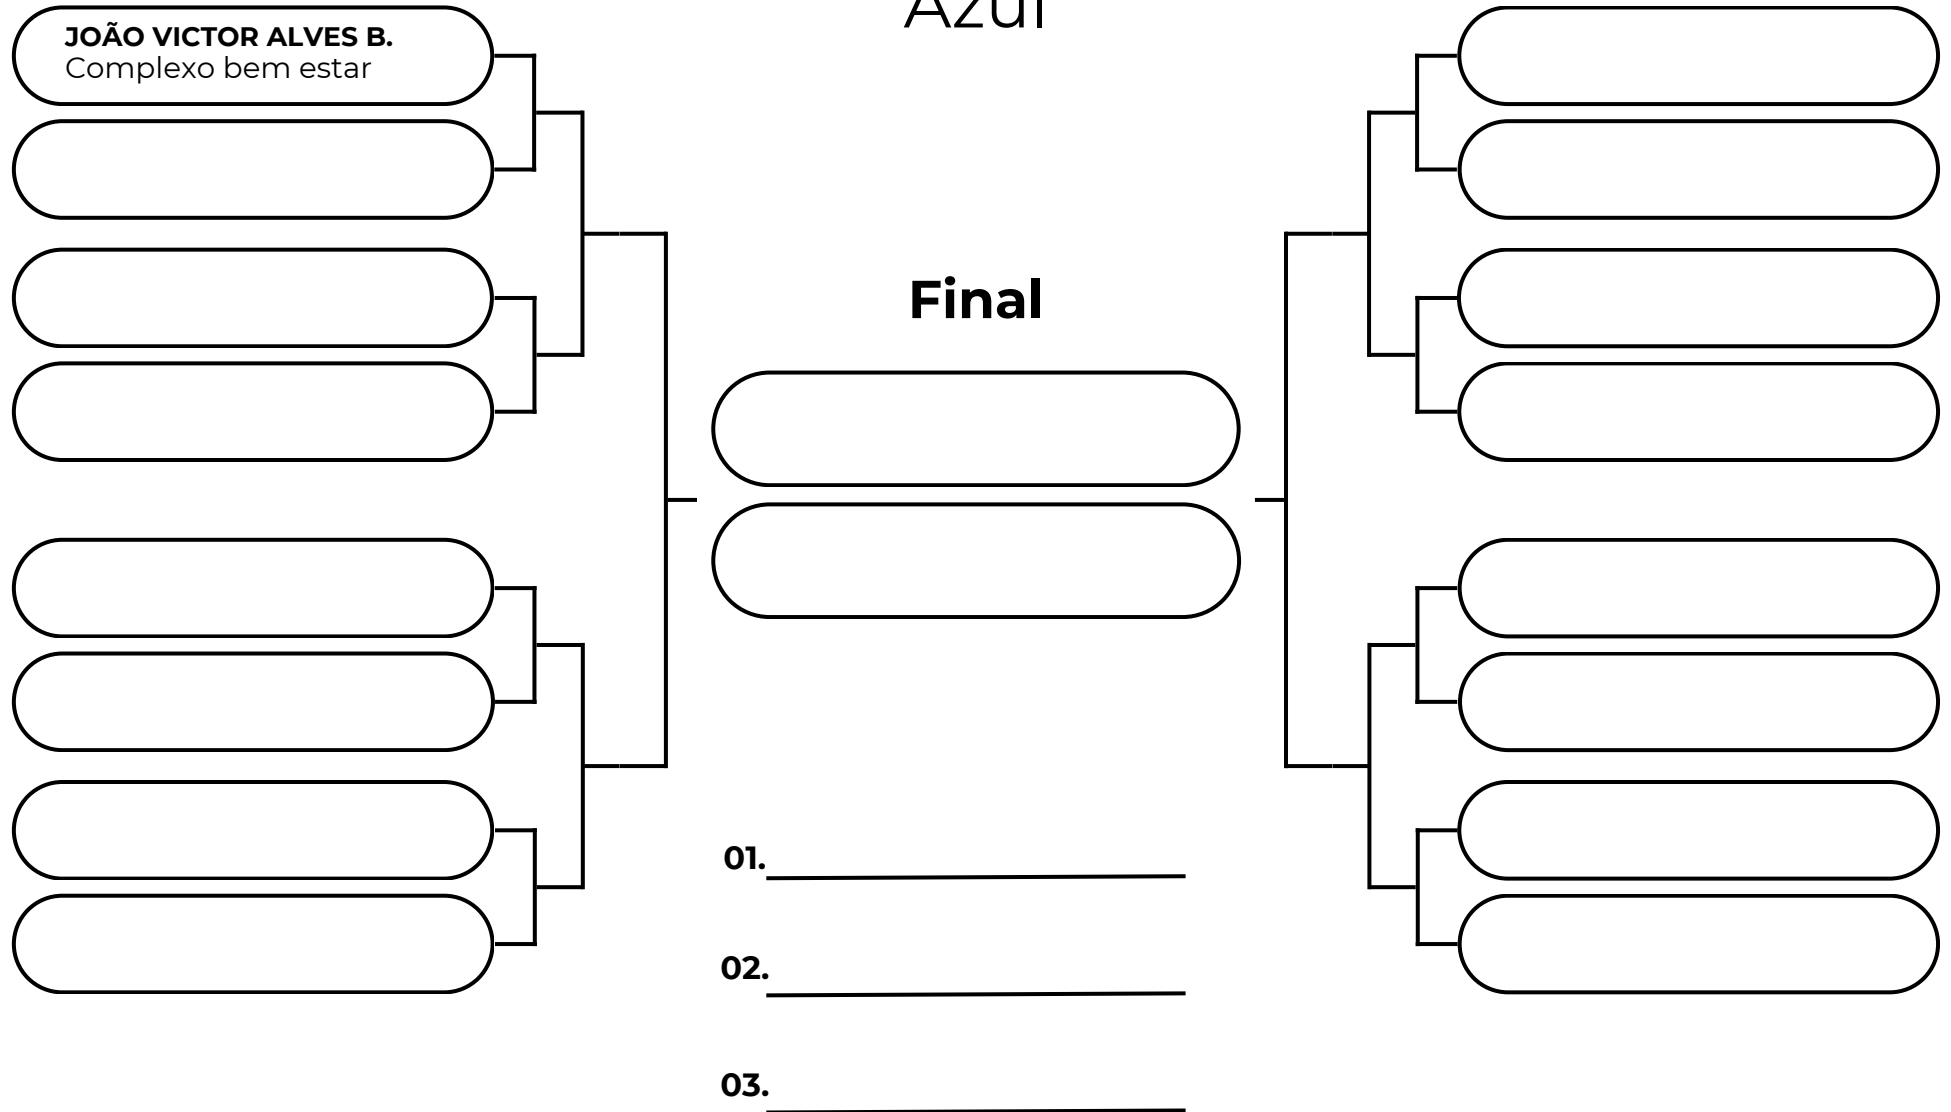 Azul
JOÃO VICTOR ALVES B.
Complexo bem estar
Final
01.
02.
03.